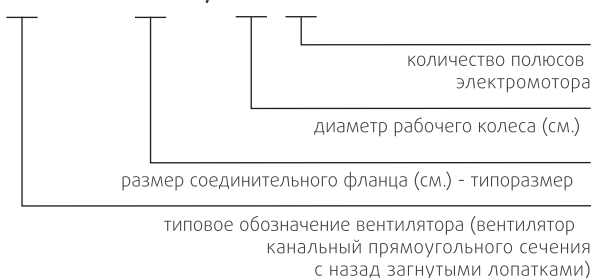 количество полюсов
электромотора
диаметр рабочего колеса (см.)
размер соединительного фланца (см.) - типоразмер
типовое обозначение вентилятора (вентилятор
канальный прямоугольного сечения
с назад загнутыми лопатками)